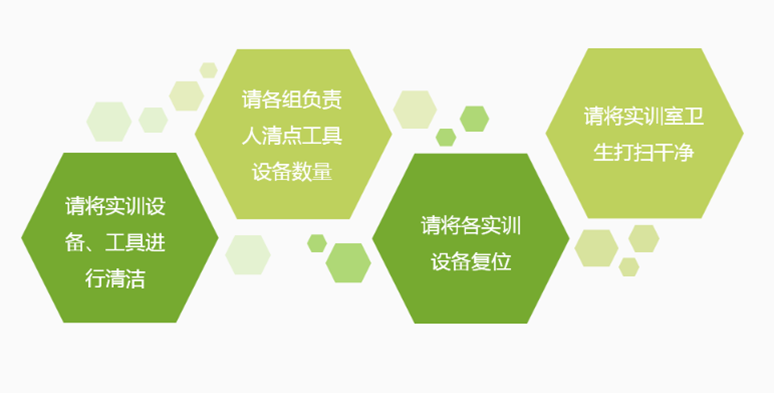 请将实训设
备、工具进
行清洁
请各组负责
人清点工具
设备数量
请将各实训
设备复位
请将实训室卫
生打扫干净